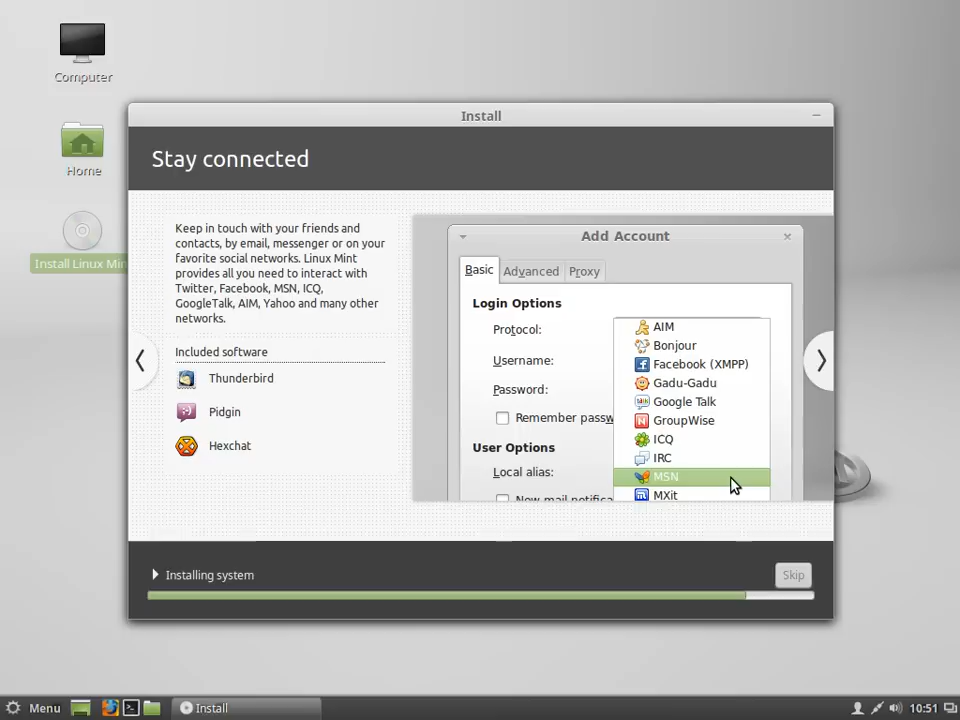 Computer
Home
Install Linux Min
Install
Stay connected
Keep in touch with your friends and
contacts, by email, messenger or on your
favorite social networks. Linux Mint
provides all you need to interact with
Twitter, Facebook, MSN, ICQ,
GoogleTalk, AIM, Yahoo and many other
networks.
Included software
Thunderbird
Pidgin
Hexchat
Add Account
Basic Advanced Proxy
Login Options
Protocol:
Username:
Password:
Remember passw
User Options
Local alias:
New mail notifica
AIM
Bonjour
Facebook (XMPP)
Gadu-Gadu
Google Talk
GroupWise
ICQ
IRC
MSN
MXit
Installing system
Skip
Menu
Install
10:51